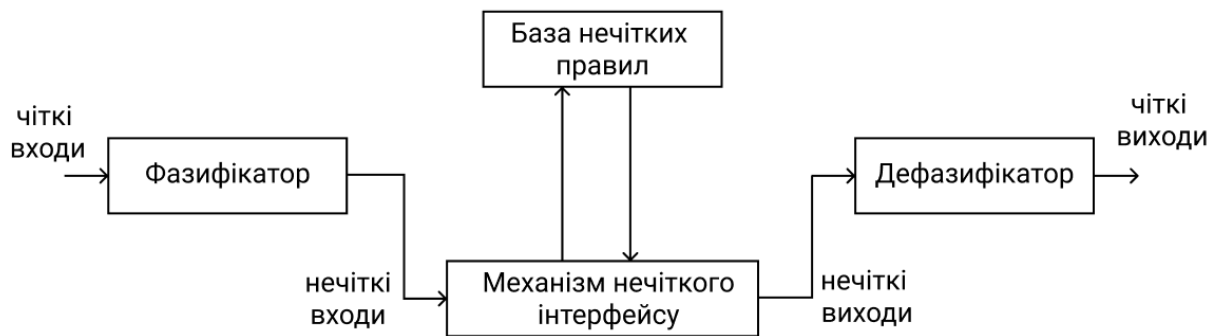 База нечітких
правил
чіткі
входи
Фазифікатор
Дефазифікатор
чіткі
виходи
нечіткі
входи
Механізм нечіткого
інтерфейсу
нечіткі
виходи